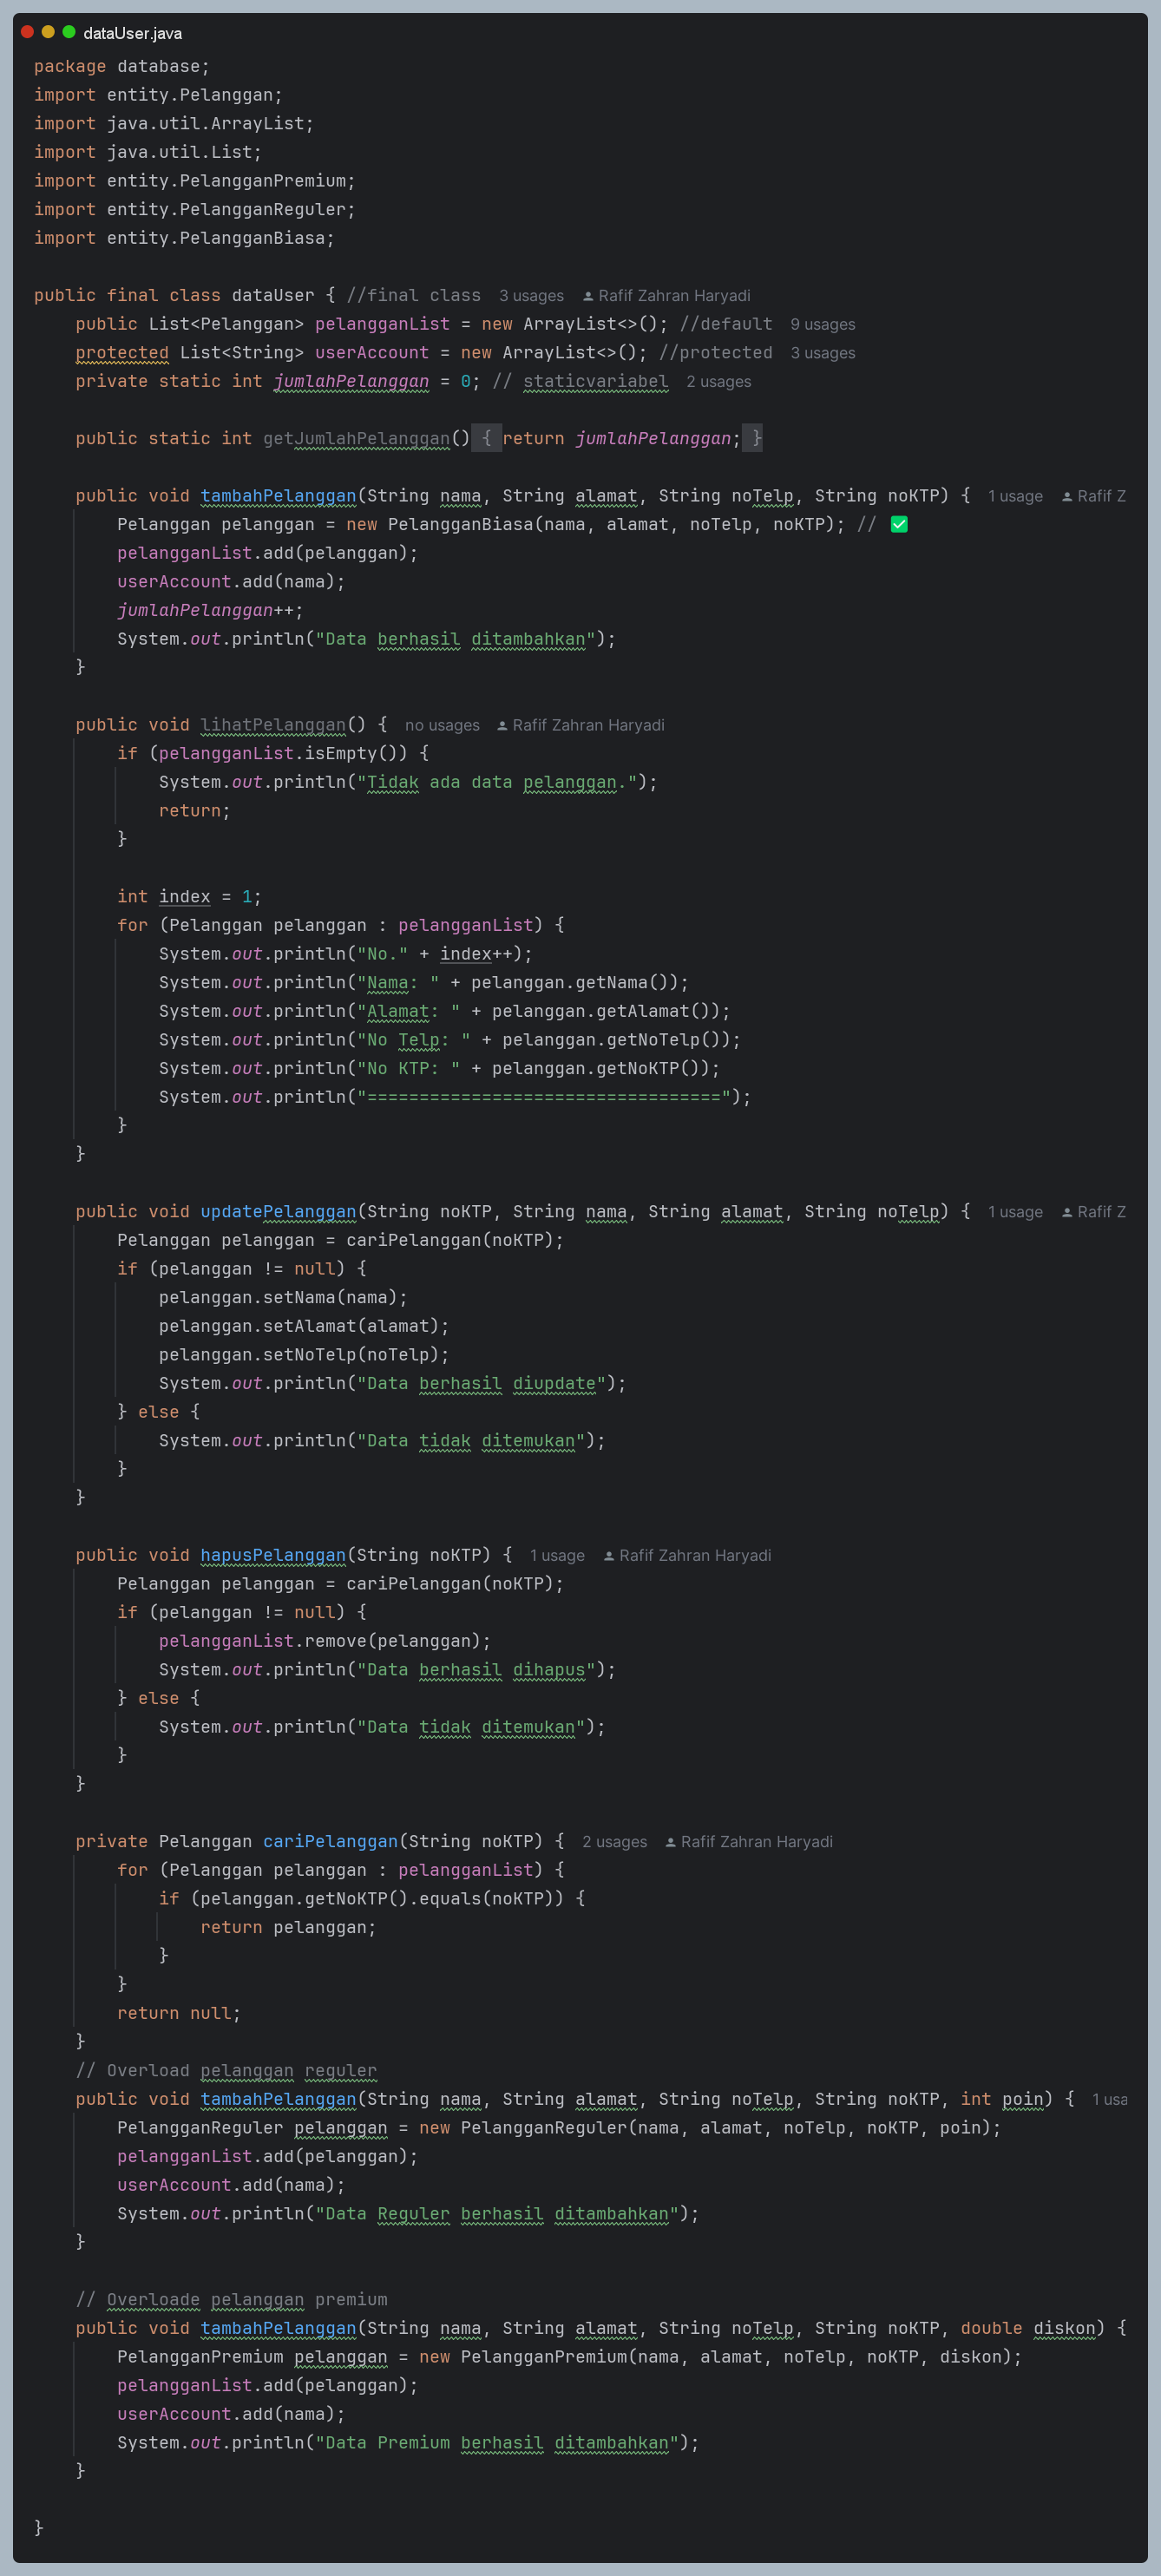 dataUser.java
package database;
import entity.Pelanggan;
import java.util.ArrayList;
import java.util.List;
import entity.PelangganPremium;
import entity.PelangganReguler;
import entity.PelangganBiasa;

public final class dataUser { //final class 3 usages Rafif Zahran Haryadi
    public List<Pelanggan> pelangganList = new ArrayList<>(); //default 9 usages
    protected List<String> userAccount = new ArrayList<>(); //protected 3 usages
    private static int jumlahPelanggan = 0; // staticvariabel 2 usages

    public static int getJumlahPelanggan() { return jumlahPelanggan; }

    public void tambahPelanggan(String nama, String alamat, String noTelp, String noKTP) { 1 usage Rafif Z
        Pelanggan pelanggan = new PelangganBiasa(nama, alamat, noTelp, noKTP); // ✅
        pelangganList.add(pelanggan);
        userAccount.add(nama);
        jumlahPelanggan++;
        System.out.println("Data berhasil ditambahkan");
    }

    public void lihatPelanggan() { no usages Rafif Zahran Haryadi
        if (pelangganList.isEmpty()) {
            System.out.println("Tidak ada data pelanggan.");
            return;
        }

        int index = 1;
        for (Pelanggan pelanggan : pelangganList) {
            System.out.println("No." + index++);
            System.out.println("Nama: " + pelanggan.getNama());
            System.out.println("Alamat: " + pelanggan.getAlamat());
            System.out.println("No Telp: " + pelanggan.getNoTelp());
            System.out.println("No KTP: " + pelanggan.getNoKTP());
            System.out.println("==================================");
        }
    }

    public void updatePelanggan(String noKTP, String nama, String alamat, String noTelp) { 1 usage Rafif Z
        Pelanggan pelanggan = cariPelanggan(noKTP);
        if (pelanggan != null) {
            pelanggan.setNama(nama);
            pelanggan.setAlamat(alamat);
            pelanggan.setNoTelp(noTelp);
            System.out.println("Data berhasil diupdate");
        } else {
            System.out.println("Data tidak ditemukan");
        }
    }

    public void hapusPelanggan(String noKTP) { 1 usage Rafif Zahran Haryadi
        Pelanggan pelanggan = cariPelanggan(noKTP);
        if (pelanggan != null) {
            pelangganList.remove(pelanggan);
            System.out.println("Data berhasil dihapus");
        } else {
            System.out.println("Data tidak ditemukan");
        }
    }

    private Pelanggan cariPelanggan(String noKTP) { 2 usages Rafif Zahran Haryadi
        for (Pelanggan pelanggan : pelangganList) {
            if (pelanggan.getNoKTP().equals(noKTP)) {
                return pelanggan;
            }
        }
        return null;
    }
    // Overload pelanggan reguler
    public void tambahPelanggan(String nama, String alamat, String noTelp, String noKTP, int poin) { 1 usa
        PelangganReguler pelanggan = new PelangganReguler(nama, alamat, noTelp, noKTP, poin);
        pelangganList.add(pelanggan);
        userAccount.add(nama);
        System.out.println("Data Reguler berhasil ditambahkan");
    }

    // Overloade pelanggan premium
    public void tambahPelanggan(String nama, String alamat, String noTelp, String noKTP, double diskon) {
        PelangganPremium pelanggan = new PelangganPremium(nama, alamat, noTelp, noKTP, diskon);
        pelangganList.add(pelanggan);
        userAccount.add(nama);
        System.out.println("Data Premium berhasil ditambahkan");
    }

}